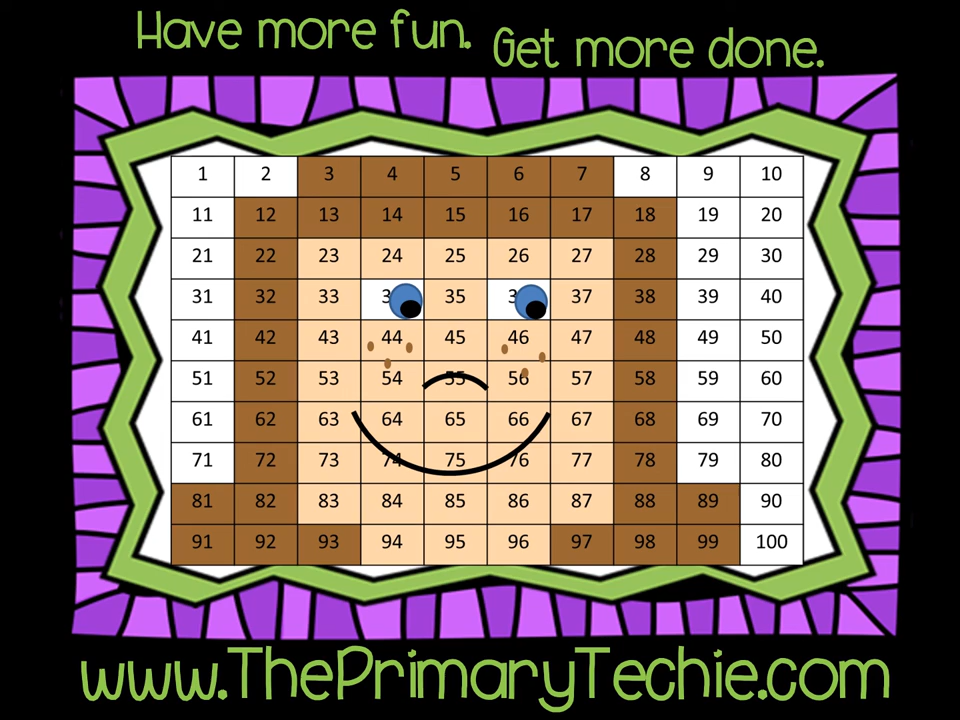 Have more fun. Get more done.
1 2 3 4 5 6 7 8 9 10
11 12 13 14 15 16 17 18 19 20
21 22 23 24 25 26 27 28 29 30
31 32 33 35 37 38 39 40
41 42 43 44 45 46 47 48 49 50
51 52 53 54 55 56 57 58 59 60
61 62 63 64 65 66 67 68 69 70
71 72 73 74 75 76 77 78 79 80
81 82 83 84 85 86 87 88 89 90
91 92 93 94 95 96 97 98 99 100
www.ThePrimaryTechie.com